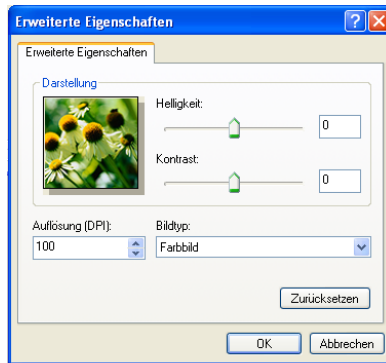 Erweiterte Eigenschaften
Erweiterte Eigenschaften
Darstellung
Helligkeit:
0
Kontrast:
0
Auflösung (DPI):
Bildtyp:
100
Farbbild
Zurücksetzen
OK
Abbrechen